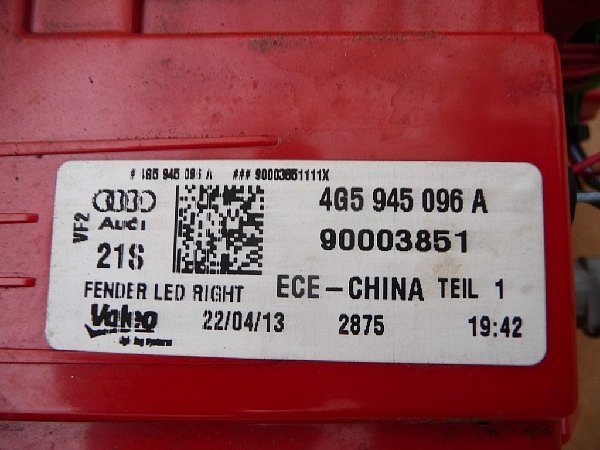 # 4G5 945 096 A ### 90003851111X
VF2
Audi
21S
4G5 945 096 A
90003851
FENDER LED RIGHT
ECE-CHINA TEIL 1
Valeo
22/04/13 2875 19:42